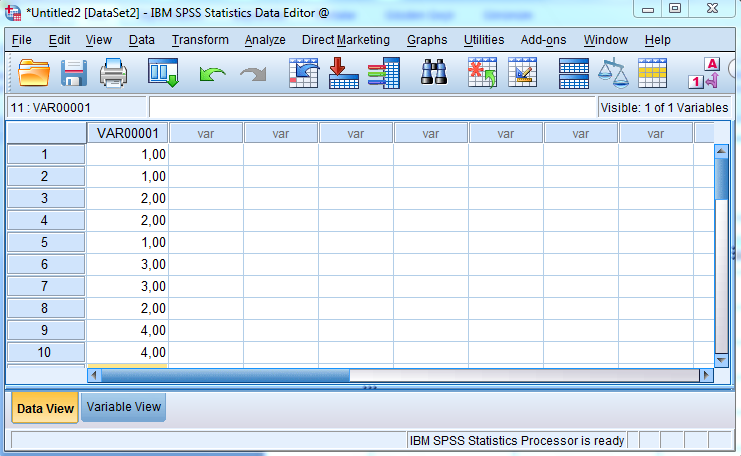 *Untitled2 [DataSet2] - IBM SPSS Statistics Data Editor @
File Edit View Data Transform Analyze Direct Marketing Graphs Utilities Add-ons Window Help
A
1
11 : VAR00001 Visible: 1 of 1 Variables
VAR00001 var var var var var var var
1 1,00
2 1,00
3 2,00
4 2,00
5 1,00
6 3,00
7 3,00
8 2,00
9 4,00
10 4,00
Data View Variable View
IBM SPSS Statistics Processor is ready